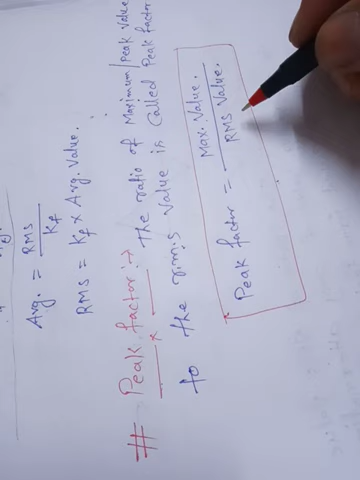 Avg. = RMS / Kf
RMS = Kf × Avg. Value.
# Peak factor :→
* the ratio of Maximum/peak value
to the r.m.s value is called Peak factor
Peak factor = Max. Value. / RMS Value.